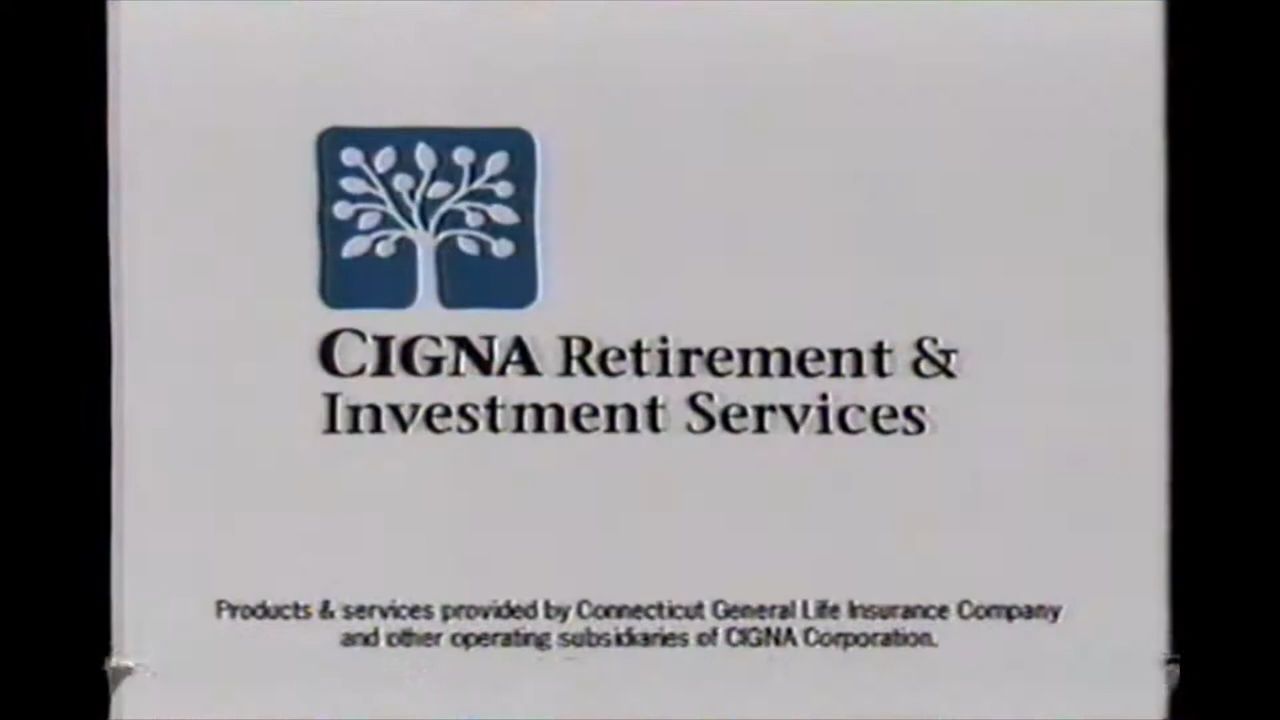 CIGNA Retirement &
Investment Services
Products & services provided by Connecticut General Life Insurance Company
and other operating subsidiaries of CIGNA Corporation.